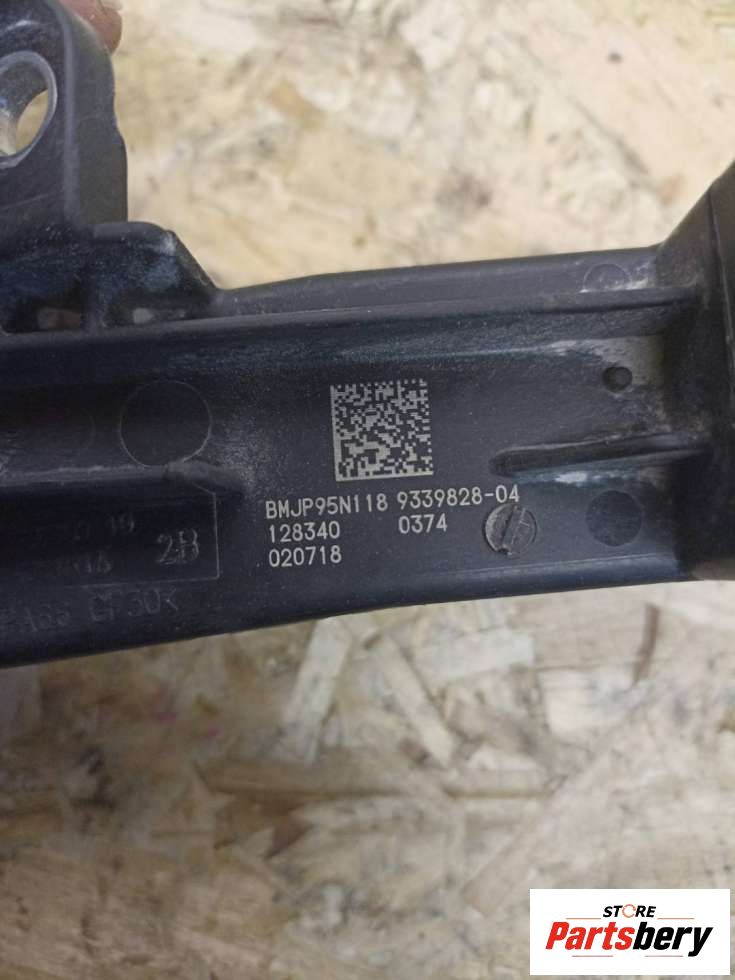 BMJP95N118 9339828-04
128340 0374
020718
2B
STORE
Partsbery